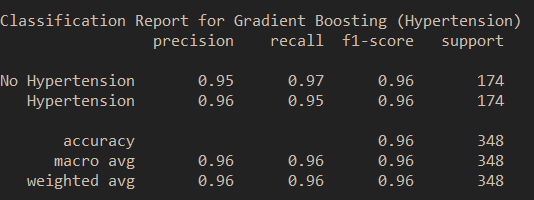 Classification Report for Gradient Boosting (Hypertension)
precision recall f1-score support
No Hypertension 0.95 0.97 0.96 174
Hypertension 0.96 0.95 0.96 174
accuracy 0.96 348
macro avg 0.96 0.96 0.96 348
weighted avg 0.96 0.96 0.96 348